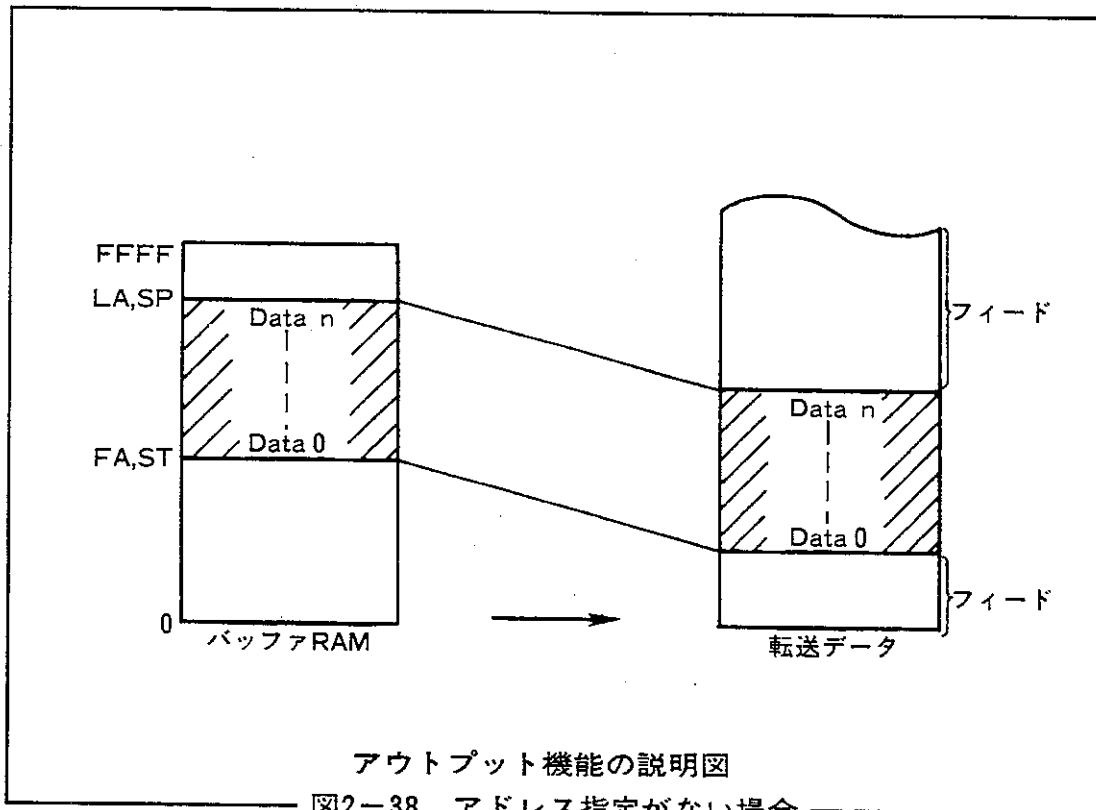 FFFF
LA,SP
Data n
Data 0
FA,ST
0
バッファRAM
フィード
Data n
Data 0
フィード
転送データ
アウトプット機能の説明図
図2-38 アドレス指定がない場合